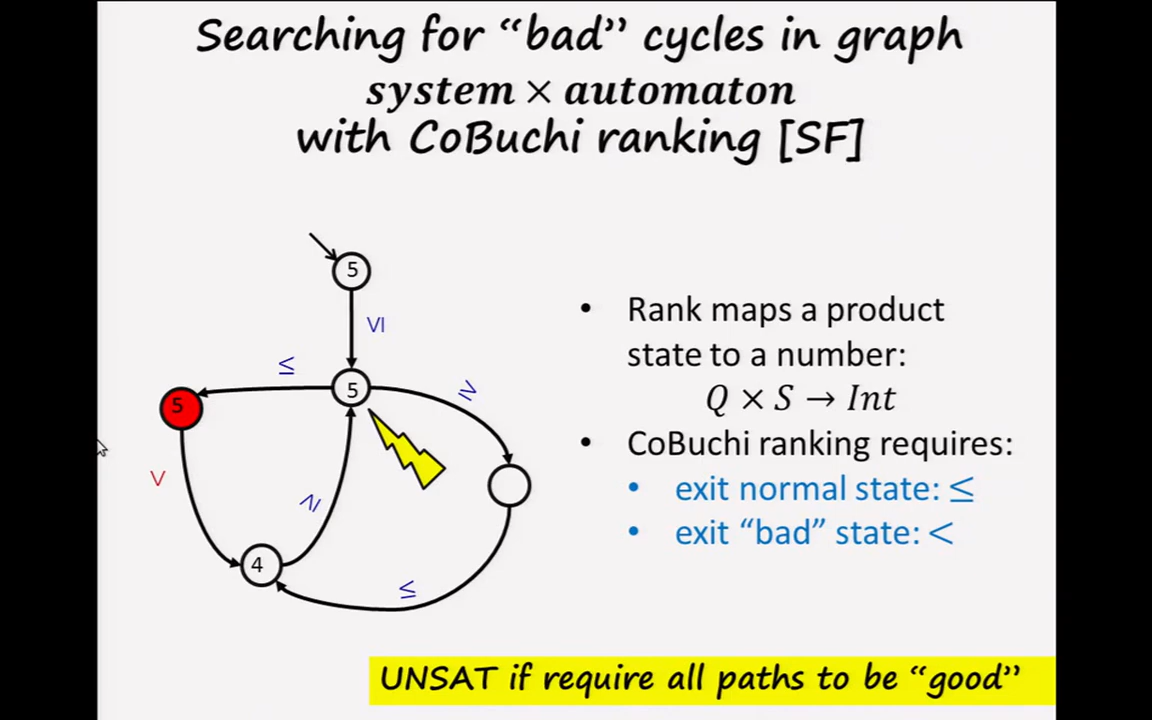 Searching for “bad” cycles in graph
system × automaton
with CoBuchi ranking [SF]
5
VI
≤
5
≥
5
V
VI
4
≤
• Rank maps a product
state to a number:
Q × S → Int
• CoBuchi ranking requires:
• exit normal state: ≤
• exit “bad” state: <
UNSAT if require all paths to be “good”